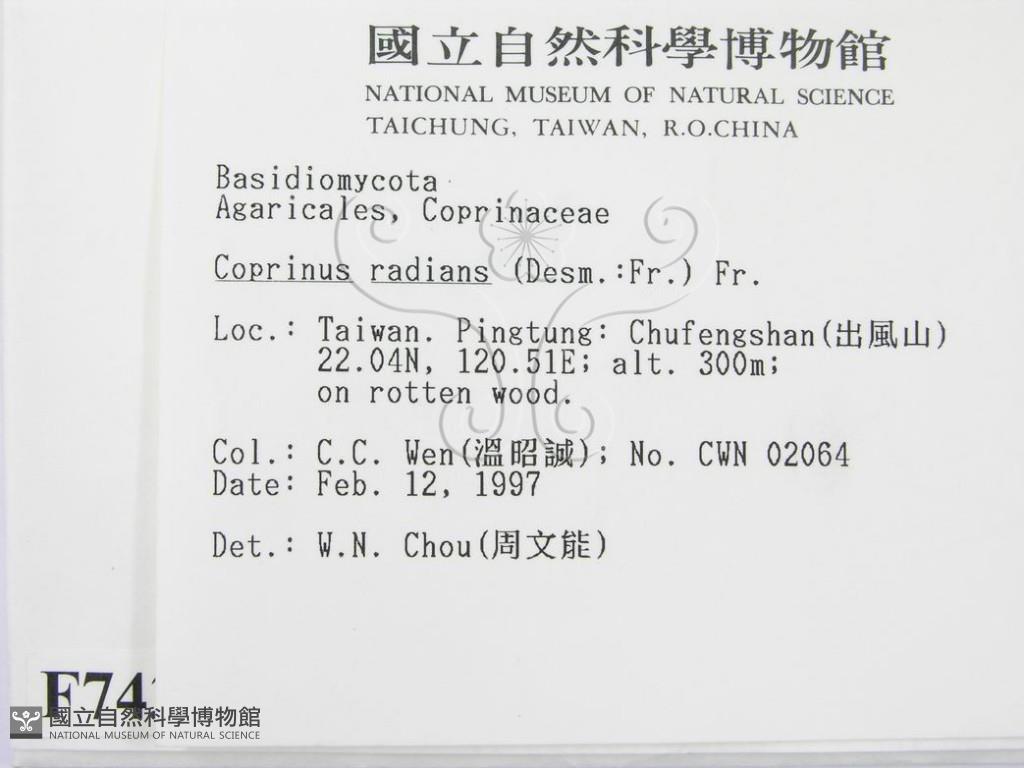 國立自然科學博物館
NATIONAL MUSEUM OF NATURAL SCIENCE
TAICHUNG, TAIWAN, R.O.CHINA
Basidiomycota
Agaricales, Coprinaceae
Coprinus radians (Desm.:Fr.) Fr.
Loc.: Taiwan. Pingtung: Chufengshan(出風山)
22.04N, 120.51E; alt. 300m;
on rotten wood.
Col.: C.C. Wen(溫昭誠); No. CWN 02064
Date: Feb. 12, 1997
Det.: W.N. Chou(周文能)
國立自然科學博物館
NATIONAL MUSEUM OF NATURAL SCIENCE